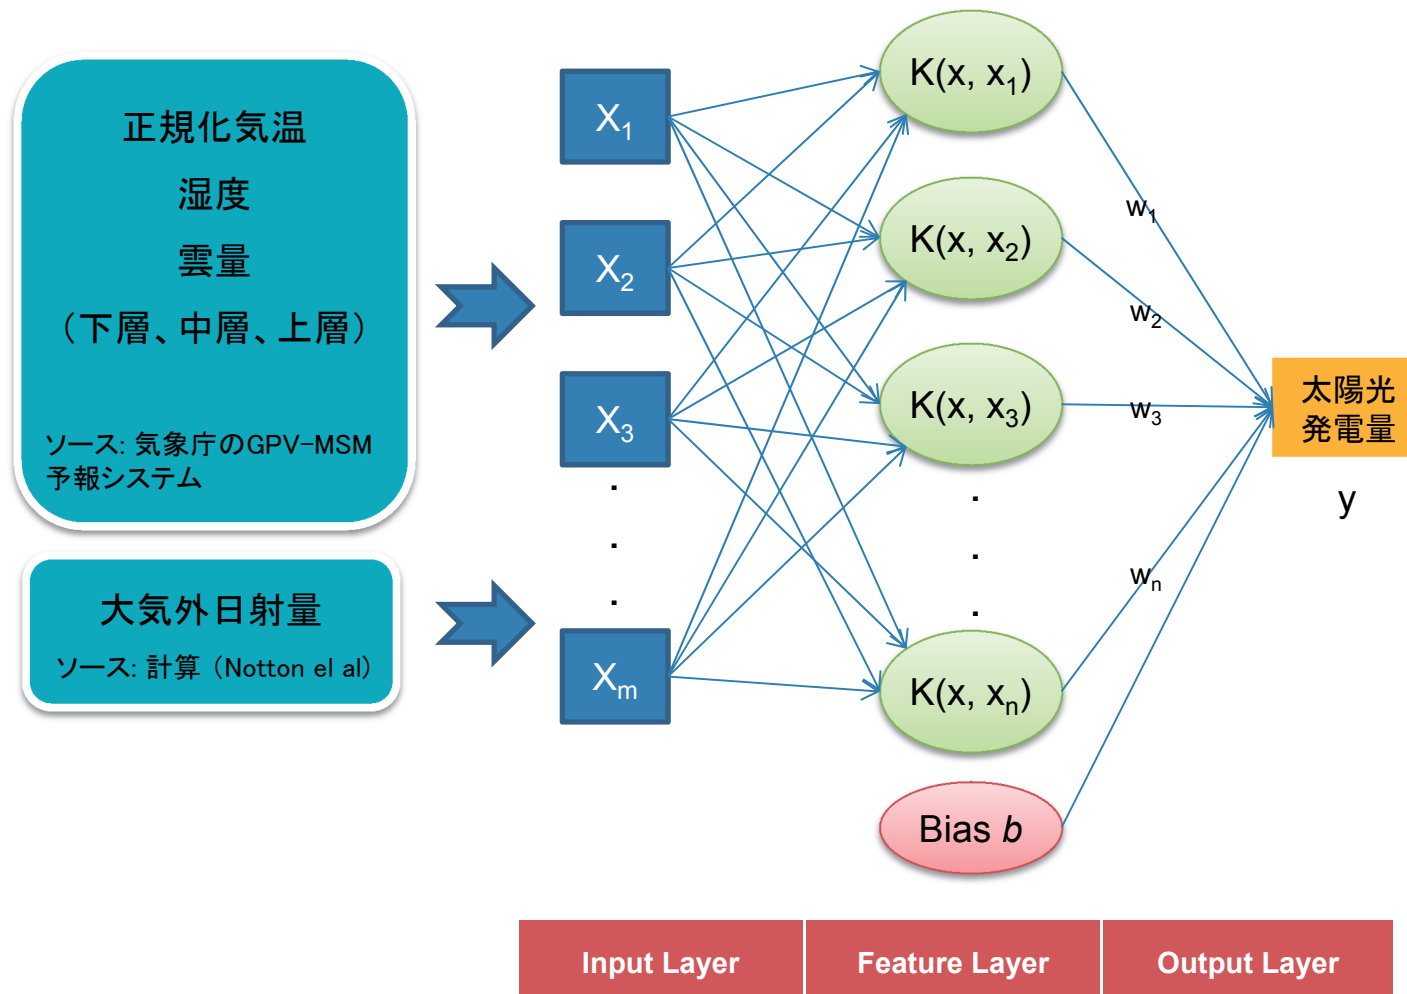 正規化気温
湿度
雲量
（下層、中層、上層）
ソース: 気象庁のGPV-MSM
予報システム
大気外日射量
ソース: 計算（Notton el al）
X1
X2
X3
.
.
.
Xm
K(x, x1)
K(x, x2)
K(x, x3)
.
.
.
K(x, xn)
Bias b
w1
w2
w3
wn
太陽光
発電量
y
Input Layer
Feature Layer
Output Layer